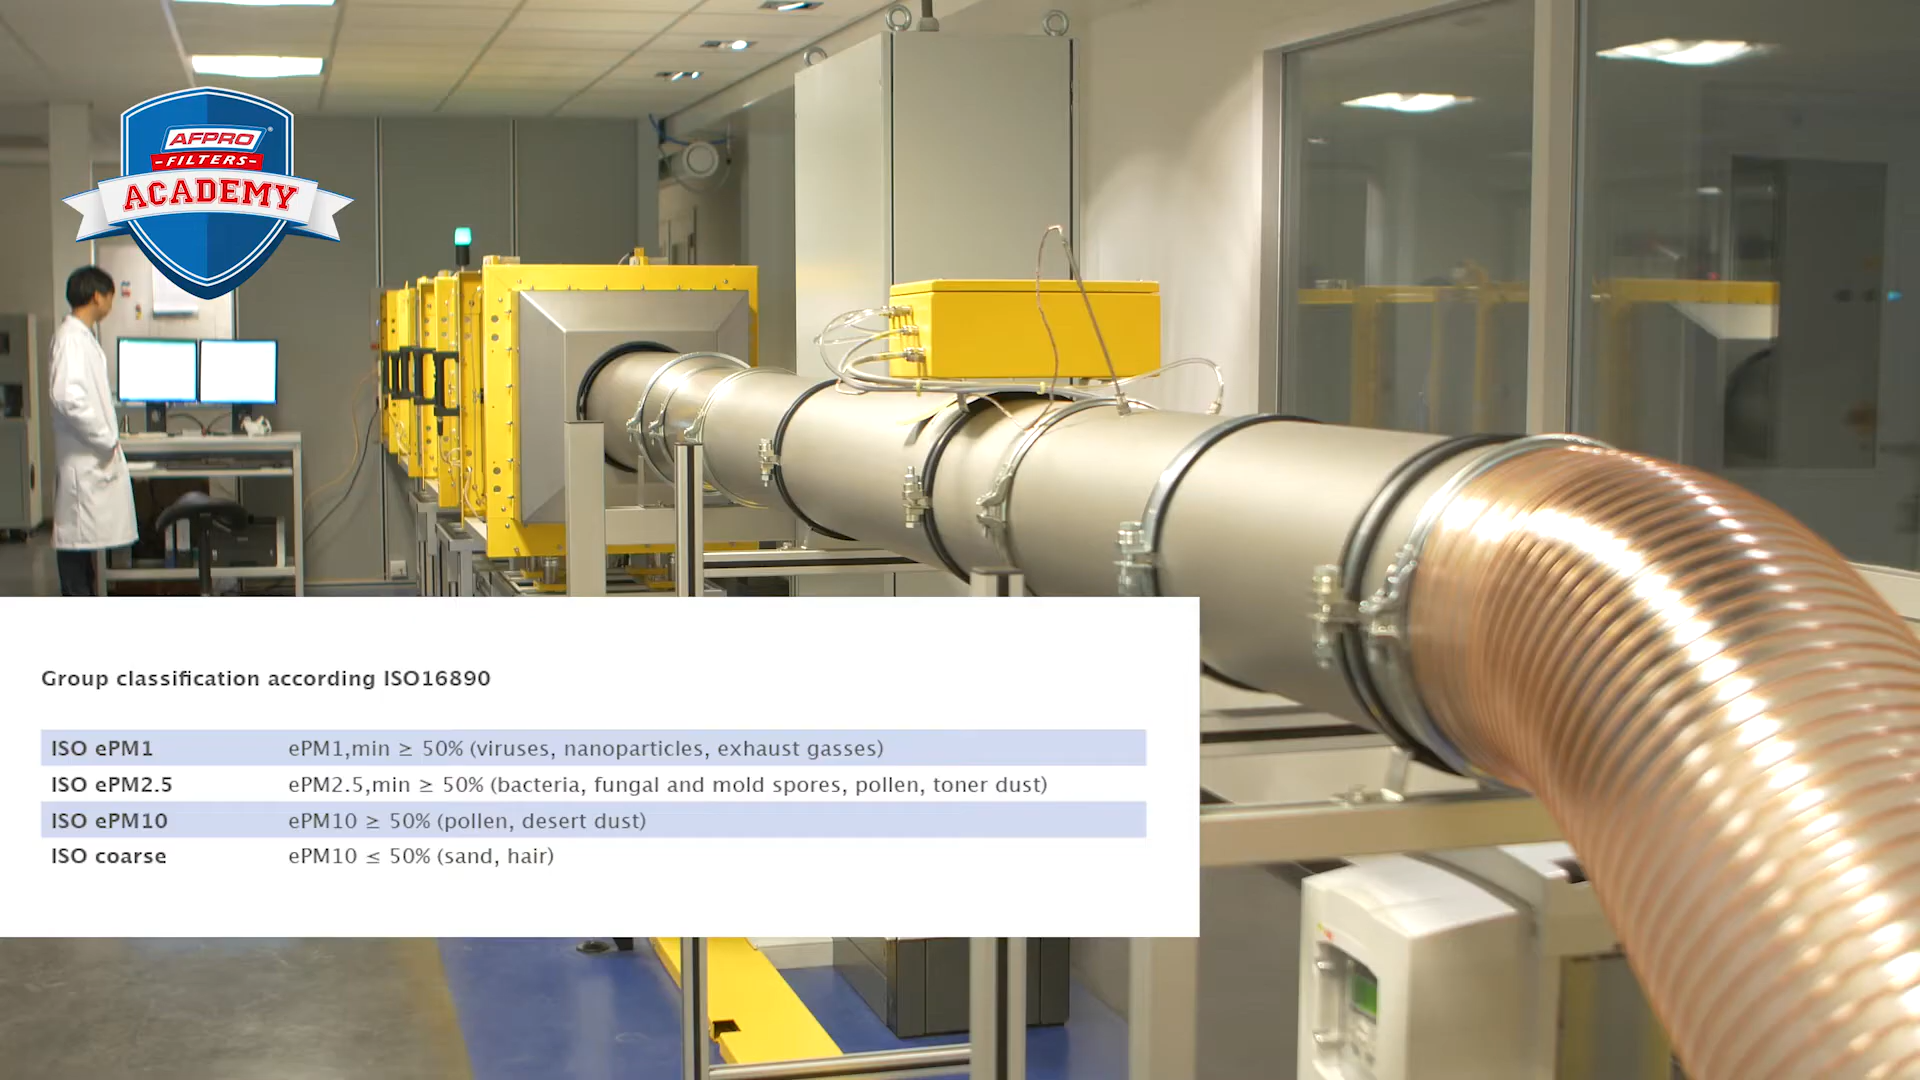 AFPRO
-FILTERS-
ACADEMY
Group classification according ISO16890
ISO ePM1 ePM1,min ≥ 50% (viruses, nanoparticles, exhaust gasses)
ISO ePM2.5 ePM2.5,min ≥ 50% (bacteria, fungal and mold spores, pollen, toner dust)
ISO ePM10 ePM10 ≥ 50% (pollen, desert dust)
ISO coarse ePM10 ≤ 50% (sand, hair)